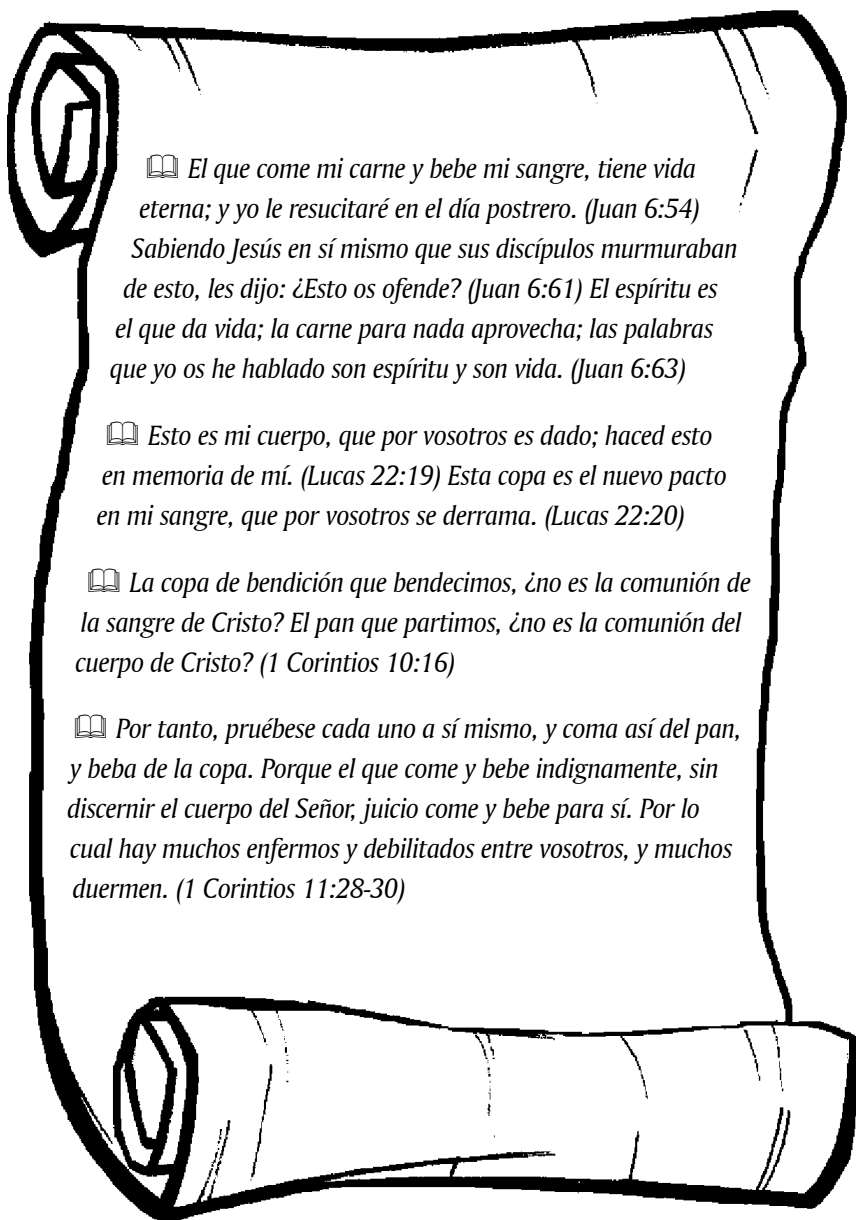 🕮 El que come mi carne y bebe mi sangre, tiene vida
eterna; y yo le resucitaré en el día postrero. (Juan 6:54)
Sabiendo Jesús en sí mismo que sus discípulos murmuraban
de esto, les dijo: ¿Esto os ofende? (Juan 6:61) El espíritu es
el que da vida; la carne para nada aprovecha; las palabras
que yo os he hablado son espíritu y son vida. (Juan 6:63)
🕮 Esto es mi cuerpo, que por vosotros es dado; haced esto
en memoria de mí. (Lucas 22:19) Esta copa es el nuevo pacto
en mi sangre, que por vosotros se derrama. (Lucas 22:20)
🕮 La copa de bendición que bendecimos, ¿no es la comunión de
la sangre de Cristo? El pan que partimos, ¿no es la comunión del
cuerpo de Cristo? (1 Corintios 10:16)
🕮 Por tanto, pruébese cada uno a sí mismo, y coma así del pan,
y beba de la copa. Porque el que come y bebe indignamente, sin
discernir el cuerpo del Señor, juicio come y bebe para sí. Por lo
cual hay muchos enfermos y debilitados entre vosotros, y muchos
duermen. (1 Corintios 11:28-30)